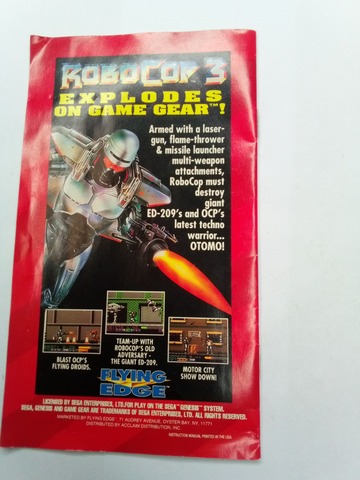 ROBOCOP 3
EXPLODES
ON GAME GEAR™!
Armed with a laser-
gun, flame-thrower
& missile launcher
multi-weapon
attachments,
RoboCop must
destroy
giant
ED-209's and OCP's
latest techno
warrior...
OTOMO!
BLAST OCP'S
FLYING DROIDS.
TEAM-UP WITH
ROBOCOP'S OLD
ADVERSARY -
THE GIANT ED-209.
MOTOR CITY
SHOW DOWN!
FLYING
EDGE
LICENSED BY SEGA ENTERPRISES, LTD. FOR PLAY ON THE SEGA™ GENESIS™ SYSTEM.
SEGA, GENESIS AND GAME GEAR ARE TRADEMARKS OF SEGA ENTERPRISES, LTD. ALL RIGHTS RESERVED.
MARKETED BY FLYING EDGE™ 71 AUDREY AVENUE, OYSTER BAY, NY. 11771
DISTRIBUTED BY ACCLAIM DISTRIBUTION, INC.
INSTRUCTION MANUAL PRINTED IN THE USA